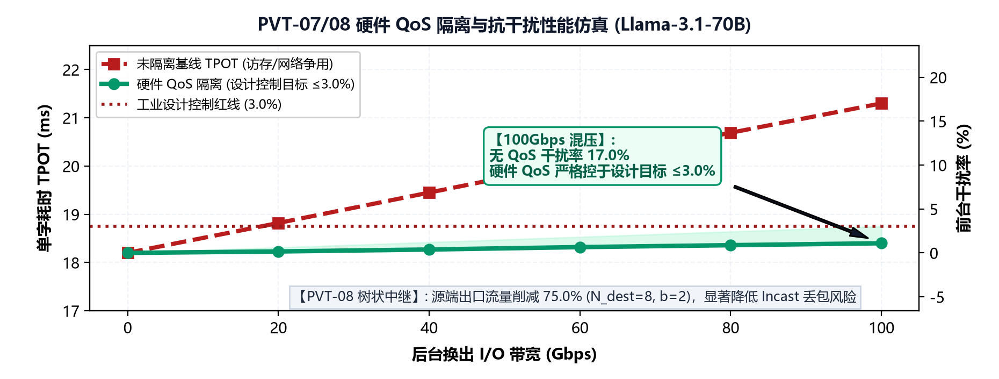 PVT-07/08 硬件 QoS 隔离与抗干扰性能仿真 (Llama-3.1-70B)
未隔离基线 TPOT (访存/网络争用)
硬件 QoS 隔离 (设计控制目标 ≤3.0%)
工业设计控制红线 (3.0%)
单字耗时 TPOT (ms)
22
21
20
19
18
17
【100Gbps 混压】:
无 QoS 干扰率 17.0%
硬件 QoS 严格控于设计目标 ≤3.0%
【PVT-08 树状中继】: 源端出口流量削减 75.0% (N_dest=8, b=2)，显著降低 Incast 丢包风险
20
15
10
5
0
-5
前台干扰率 (%)
0 20 40 60 80 100
后台换出 I/O 带宽 (Gbps)